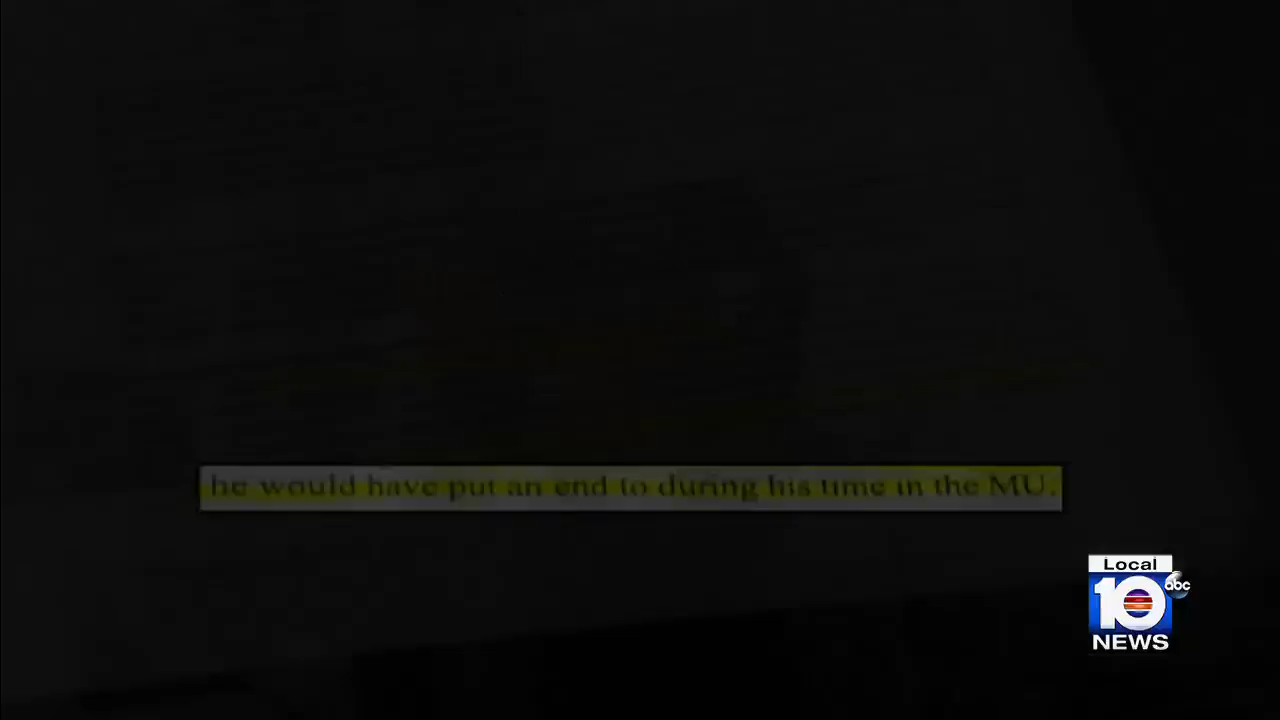 he would have put an end to during his time in the MU.
Local
10
abc
NEWS